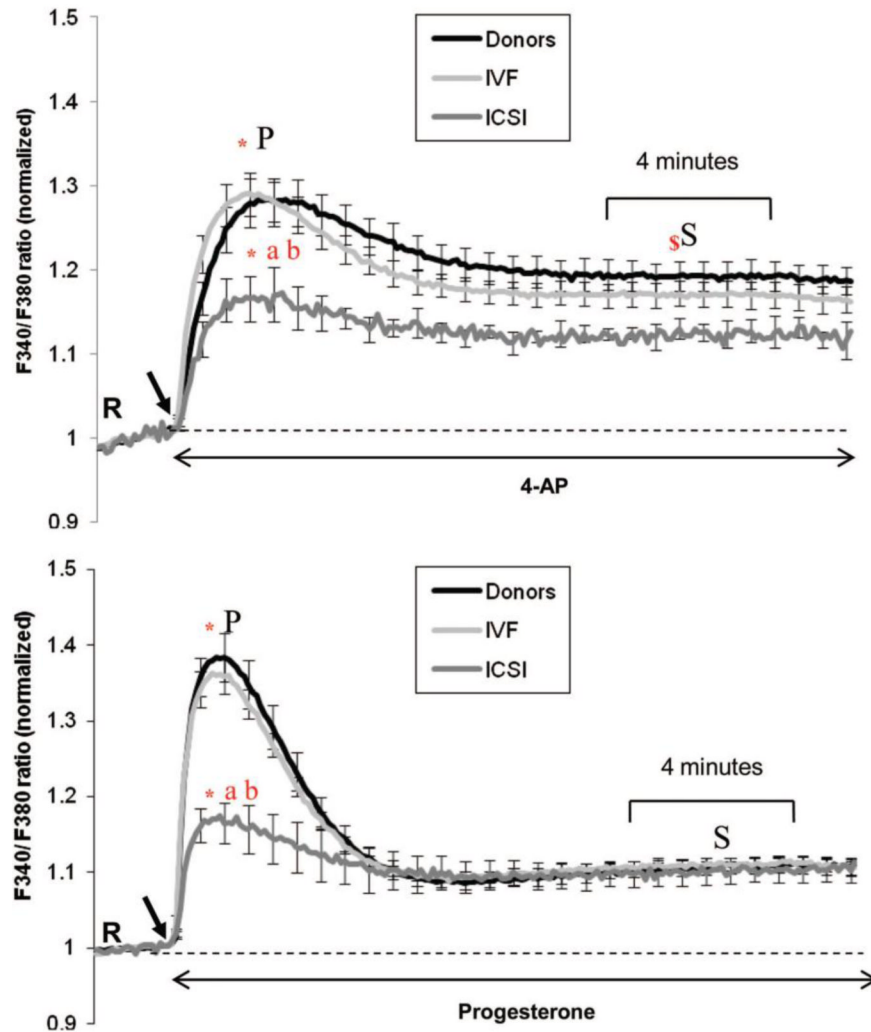 1.5
1.4
1.3
1.2
1.1
1
0.9
F340/ F380 ratio (normalized)
Donors
IVF
ICSI
* P
* a b
4 minutes
$S
R
4-AP
1.5
1.4
1.3
1.2
1.1
1
0.9
F340/ F380 ratio (normalized)
Donors
IVF
ICSI
* P
* a b
4 minutes
S
R
Progesterone